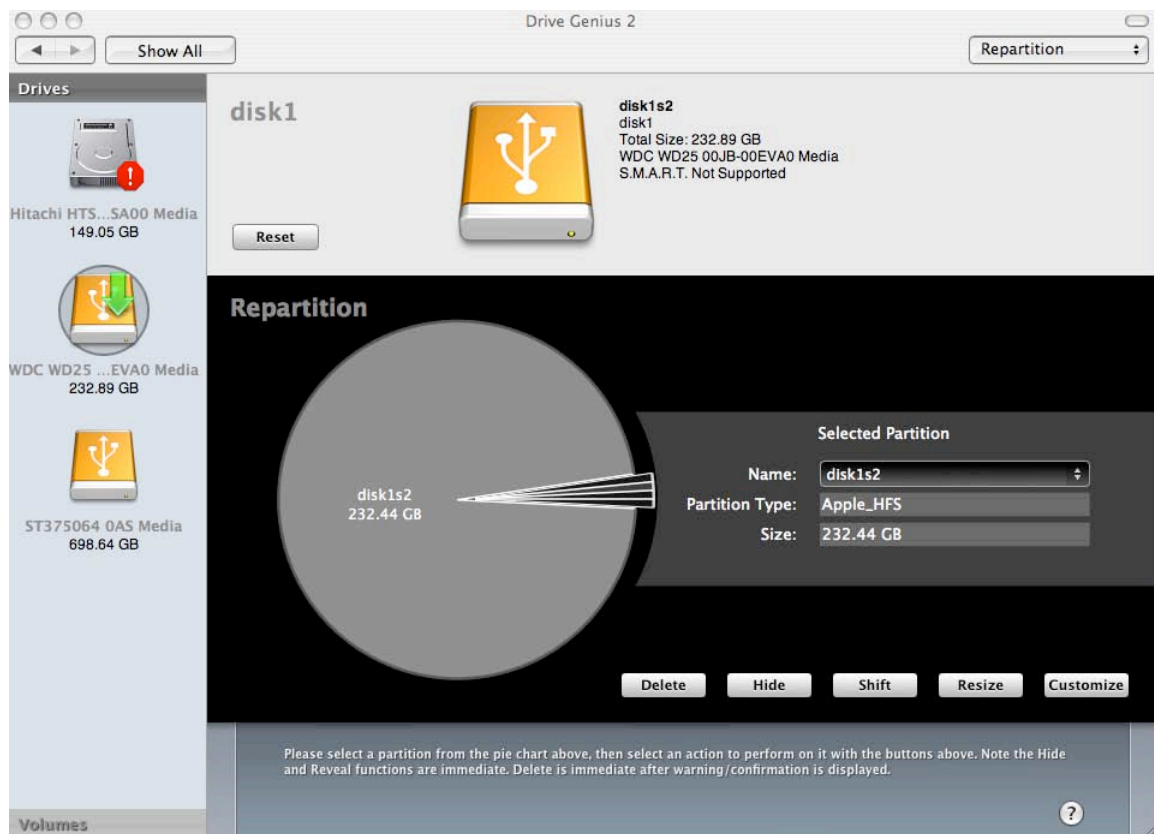 Drive Genius 2
Show All
Repartition
Drives
Hitachi HTS...SA00 Media
149.05 GB
WDC WD25 ...EVA0 Media
232.89 GB
ST375064 0AS Media
698.64 GB
Volumes
disk1
Reset
disk1s2
disk1
Total Size: 232.89 GB
WDC WD25 00JB-00EVA0 Media
S.M.A.R.T. Not Supported
Repartition
disk1s2
232.44 GB
Selected Partition
Name: disk1s2
Partition Type: Apple_HFS
Size: 232.44 GB
Delete Hide Shift Resize Customize
Please select a partition from the pie chart above, then select an action to perform on it with the buttons above. Note the Hide
and Reveal functions are immediate. Delete is immediate after warning/confirmation is displayed.
?